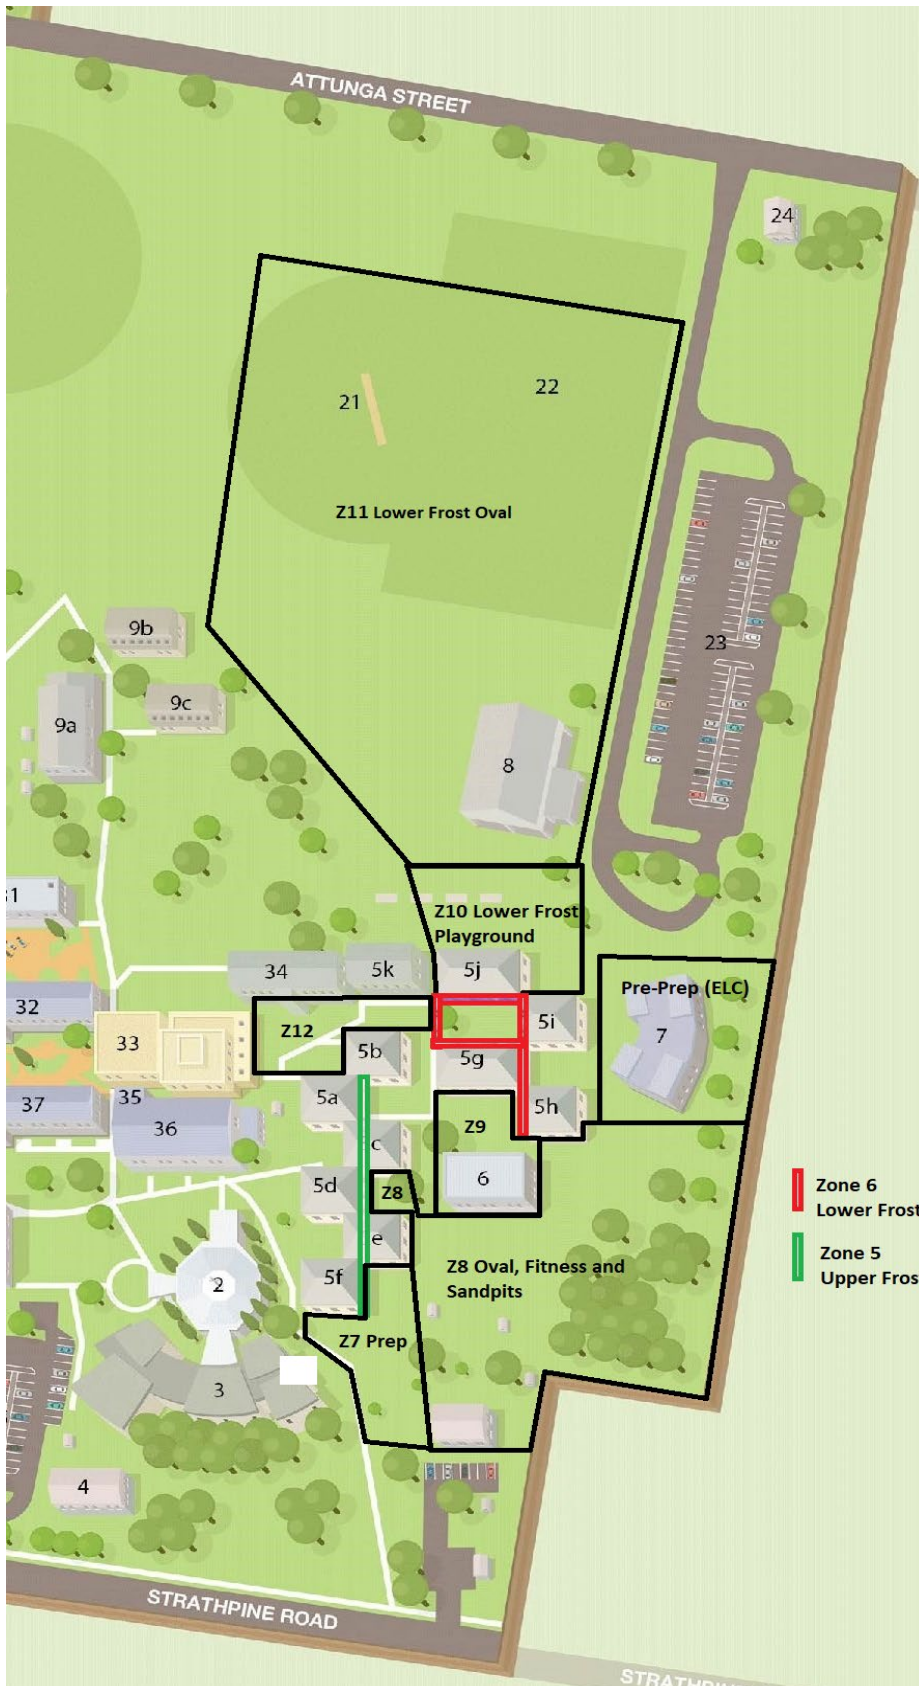 ATTUNGA STREET
24
22
21
Z11 Lower Frost Oval
9b
23
9c
9a
8
Z10 Lower Frost
Playground
34
5k
5j
Pre-Prep (ELC)
32
Z12
5i
7
33
5b
5g
5a
35
37
36
5h
Z9
c
6
5d
Z8
Zone 6
Lower Frost
e
Zone 5
Upper Fros
2
5f
Z8 Oval, Fitness and
Sandpits
Z7 Prep
3
4
STRATHPINE ROAD